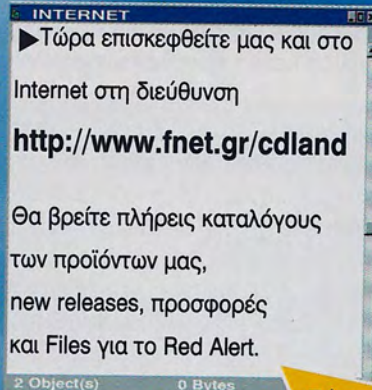 INTERNET
▶Τώρα επισκεφθείτε μας και στο
Internet στη διεύθυνση
http://www.fnet.gr/cdland
Θα βρείτε πλήρεις καταλόγους
των προϊόντων μας,
new releases, προσφορές
και Files για το Red Alert.
2 Object(s) 0 Bytes